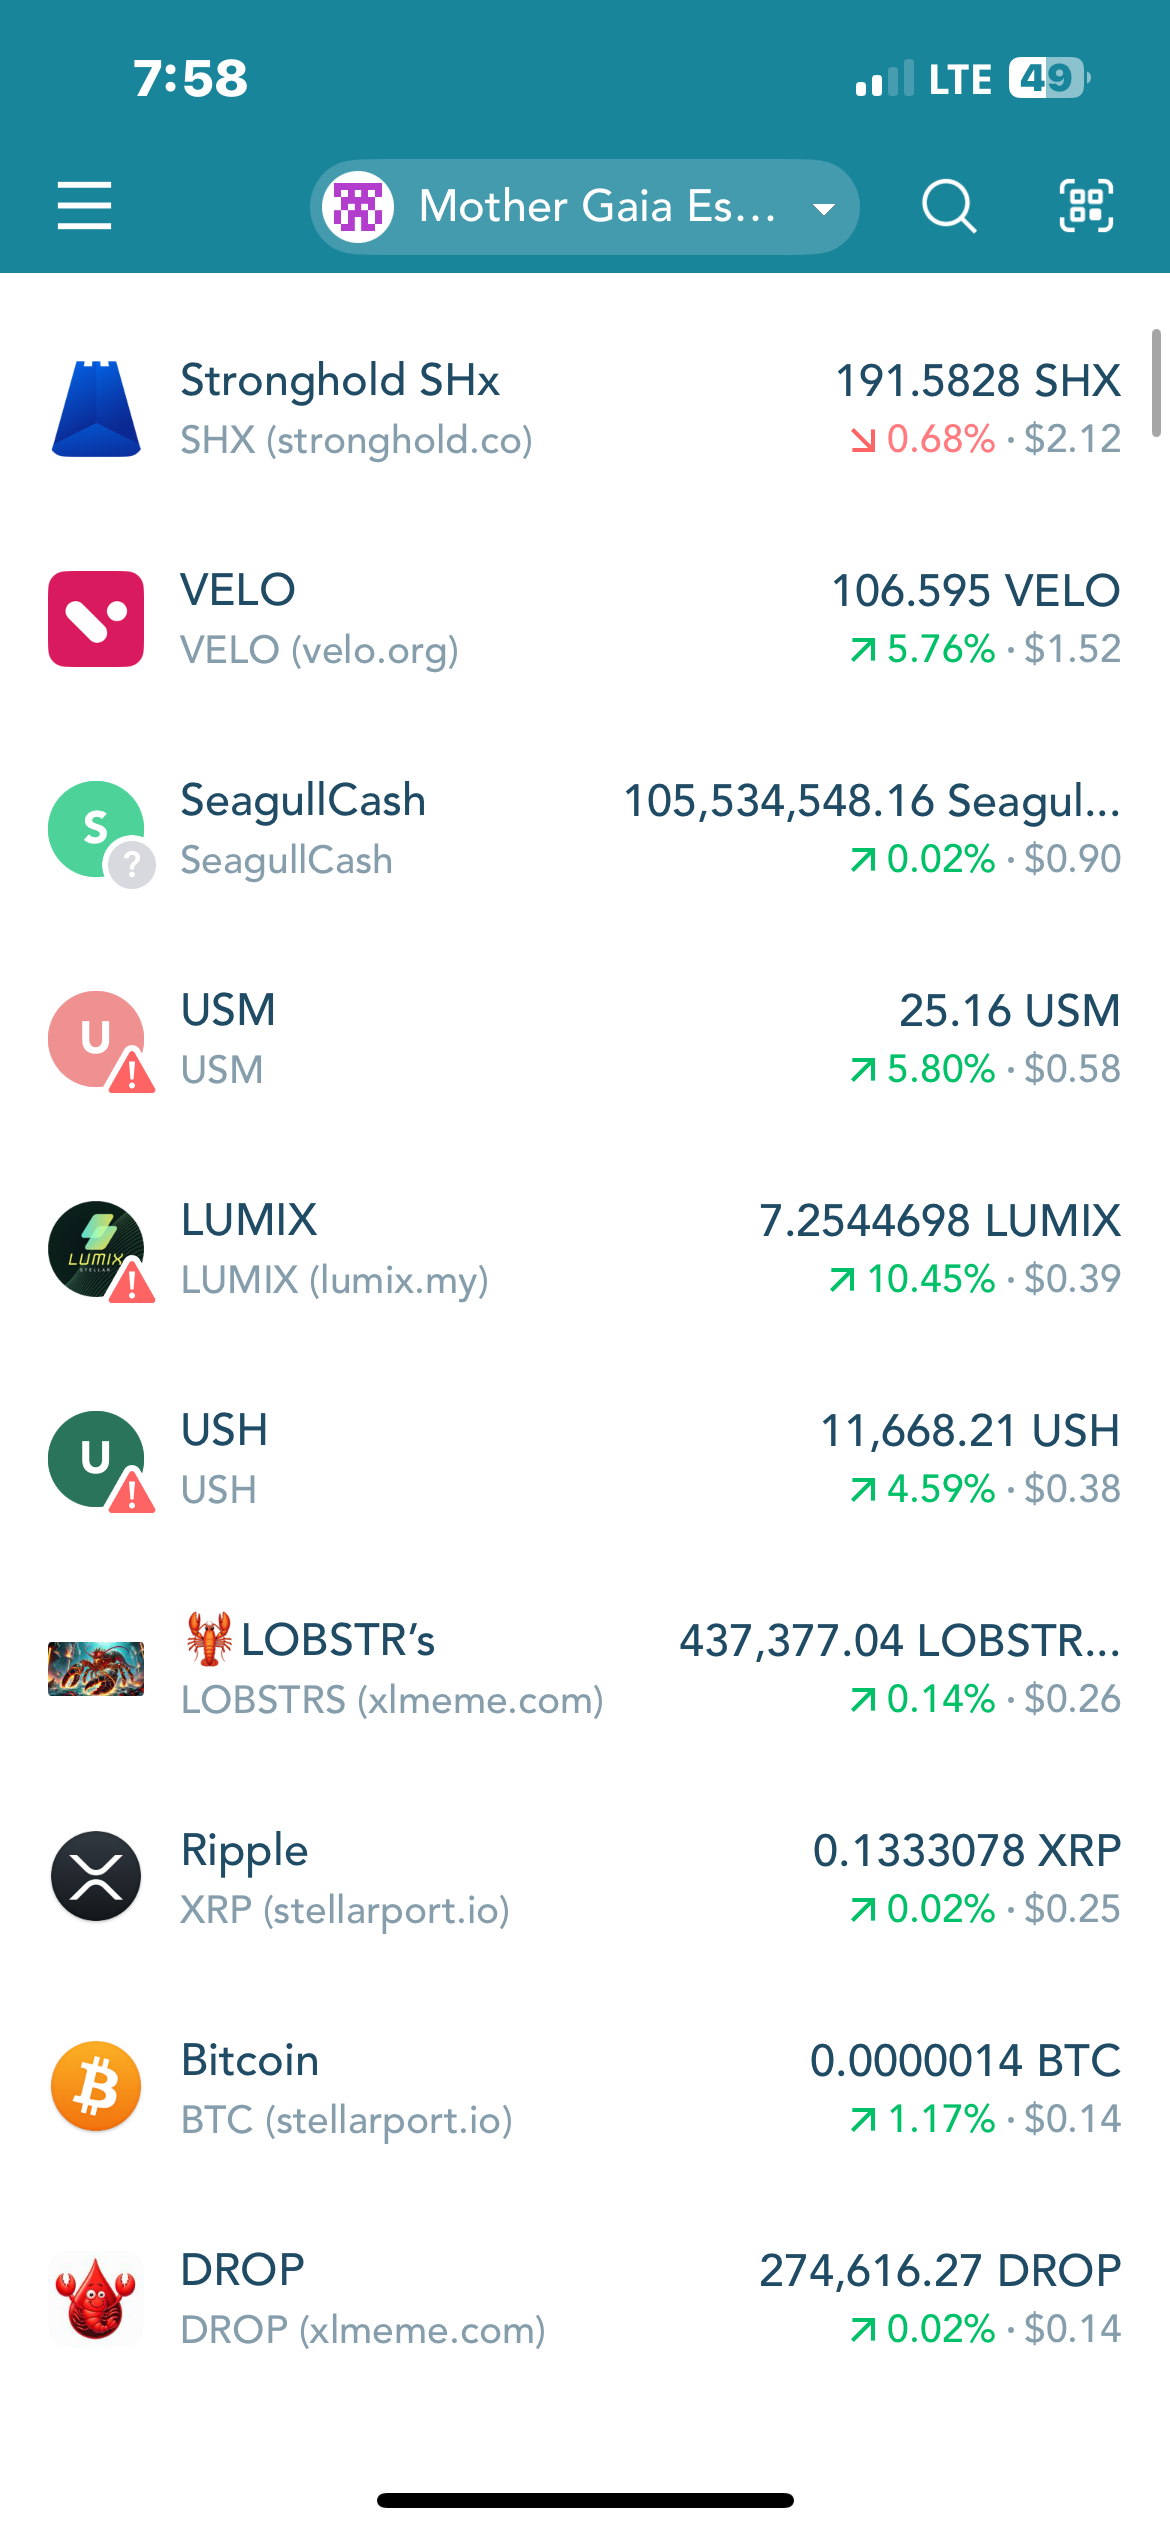 7:58
LTE 49
Mother Gaia Es...
Stronghold SHx
191.5828 SHX
SHX (stronghold.co)
0.68% · $2.12
VELO
106.595 VELO
VELO (velo.org)
5.76% · $1.52
S
?
SeagullCash
105,534,548.16 Seagul...
SeagullCash
0.02% · $0.90
U
!
USM
25.16 USM
USM
5.80% · $0.58
LUMIX
STELLAR
!
LUMIX
7.2544698 LUMIX
LUMIX (lumix.my)
10.45% · $0.39
U
!
USH
11,668.21 USH
USH
4.59% · $0.38
🦞LOBSTR’s
437,377.04 LOBSTR...
LOBSTRS (xlmeme.com)
0.14% · $0.26
Ripple
0.1333078 XRP
XRP (stellarport.io)
0.02% · $0.25
Bitcoin
0.0000014 BTC
BTC (stellarport.io)
1.17% · $0.14
DROP
274,616.27 DROP
DROP (xlmeme.com)
0.02% · $0.14